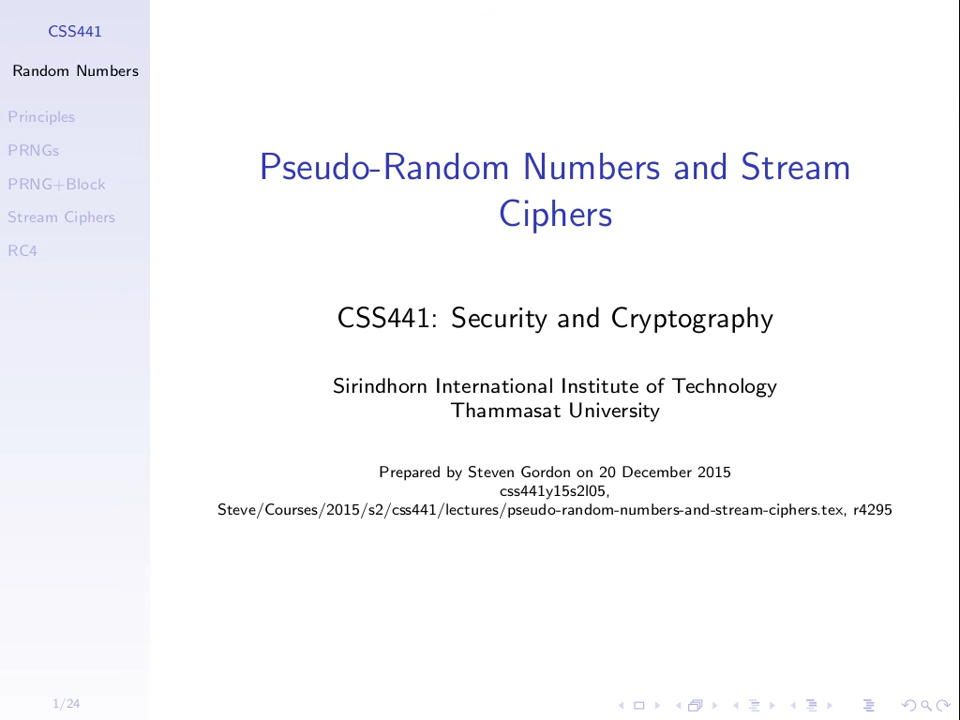 CSS441
Random Numbers
Principles
PRNGs
PRNG+Block
Stream Ciphers
RC4
1/24
Pseudo-Random Numbers and Stream
Ciphers
CSS441: Security and Cryptography
Sirindhorn International Institute of Technology
Thammasat University
Prepared by Steven Gordon on 20 December 2015
css441y15s2l05,
Steve/Courses/2015/s2/css441/lectures/pseudo-random-numbers-and-stream-ciphers.tex, r4295